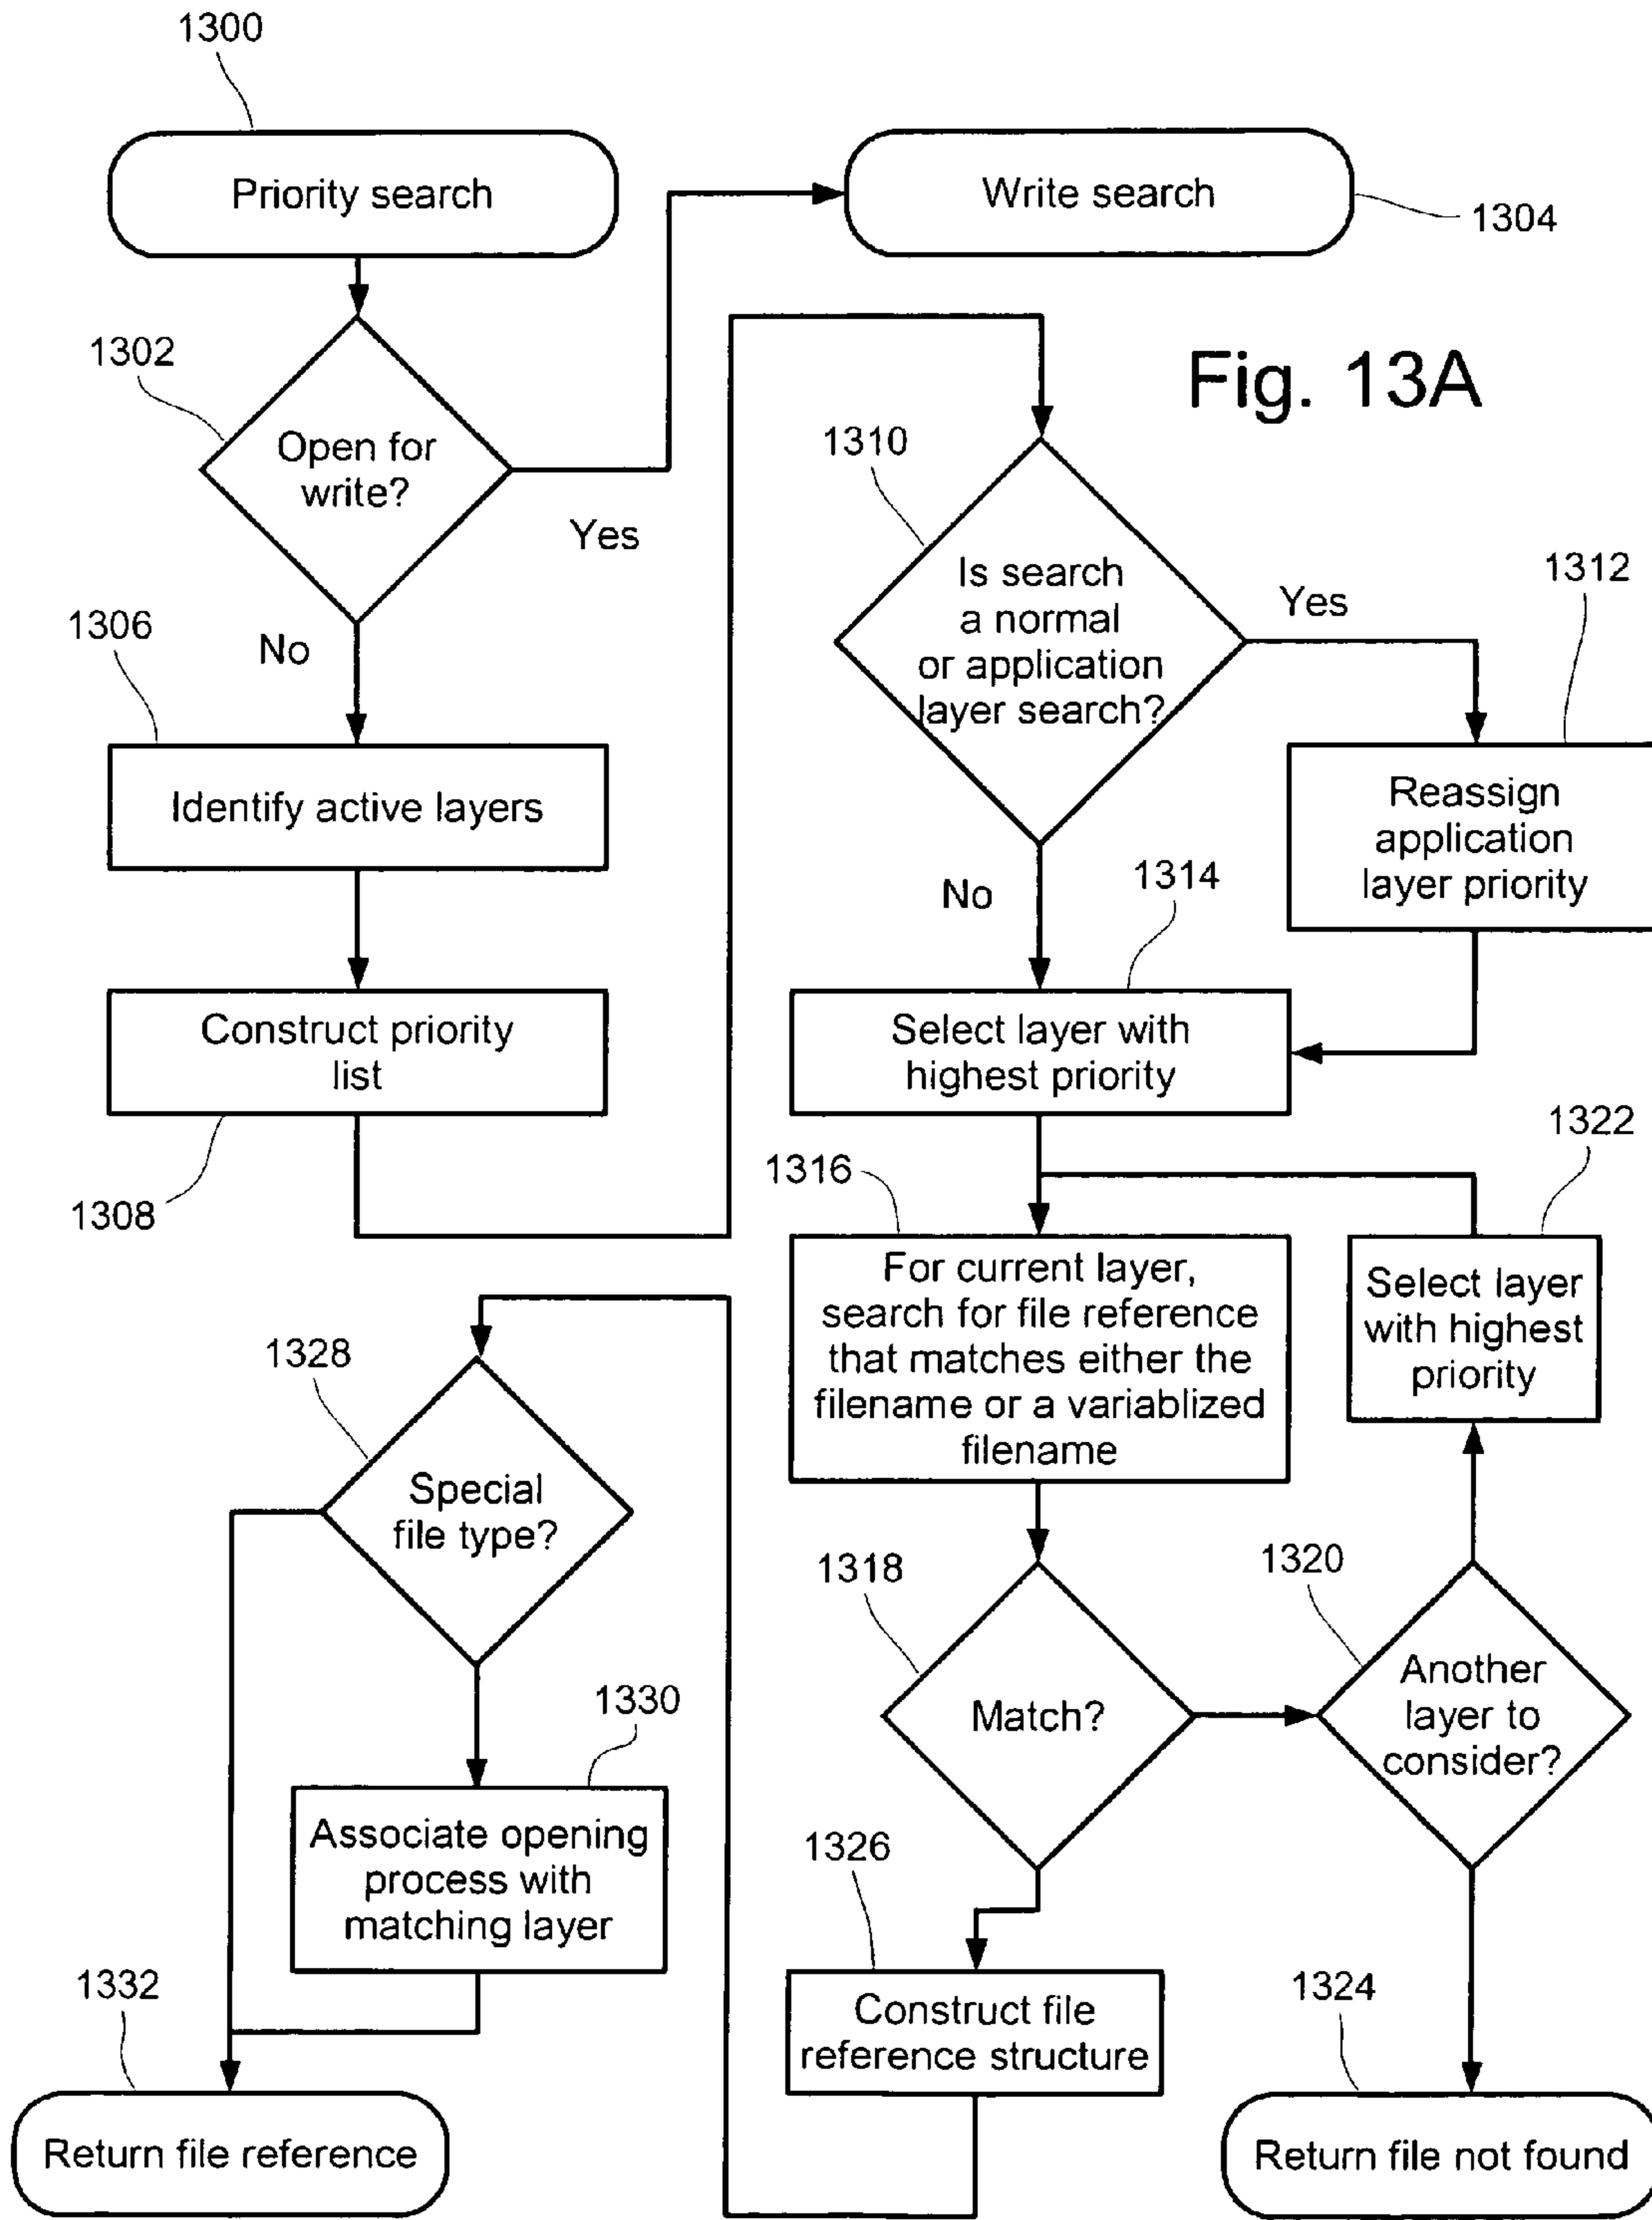 1300
Priority search
Write search
1304
1302
Open for
write?
Yes
Fig. 13A
1306
No
Identify active layers
Construct priority
list
1308
1310
Is search
a normal
or application
layer search?
Yes
1312
Reassign
application
layer priority
No
1314
Select layer with
highest priority
1316
For current layer,
search for file reference
that matches either the
filename or a variablized
filename
1322
Select layer
with highest
priority
1318
Match?
1320
Another
layer to
consider?
1324
Return file not found
1326
Construct file
reference structure
1328
Special
file type?
1330
Associate opening
process with
matching layer
1332
Return file reference